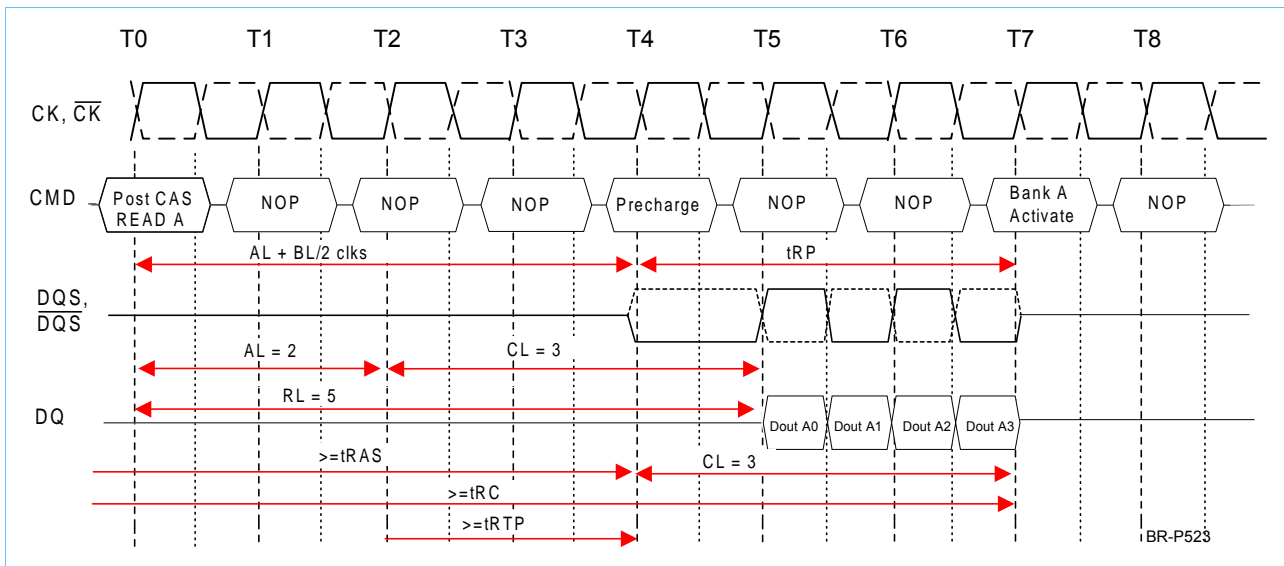 T0 T1 T2 T3 T4 T5 T6 T7 T8
CK, CK
CMD
Post CAS
READ A
NOP
NOP
NOP
Precharge
NOP
NOP
Bank A
Activate
NOP
AL + BL/2 clks
tRP
DQS,
DQS
AL = 2
CL = 3
RL = 5
DQ
Dout A0 Dout A1 Dout A2 Dout A3
>=tRAS
CL = 3
>=tRC
>=tRTP
BR-P523